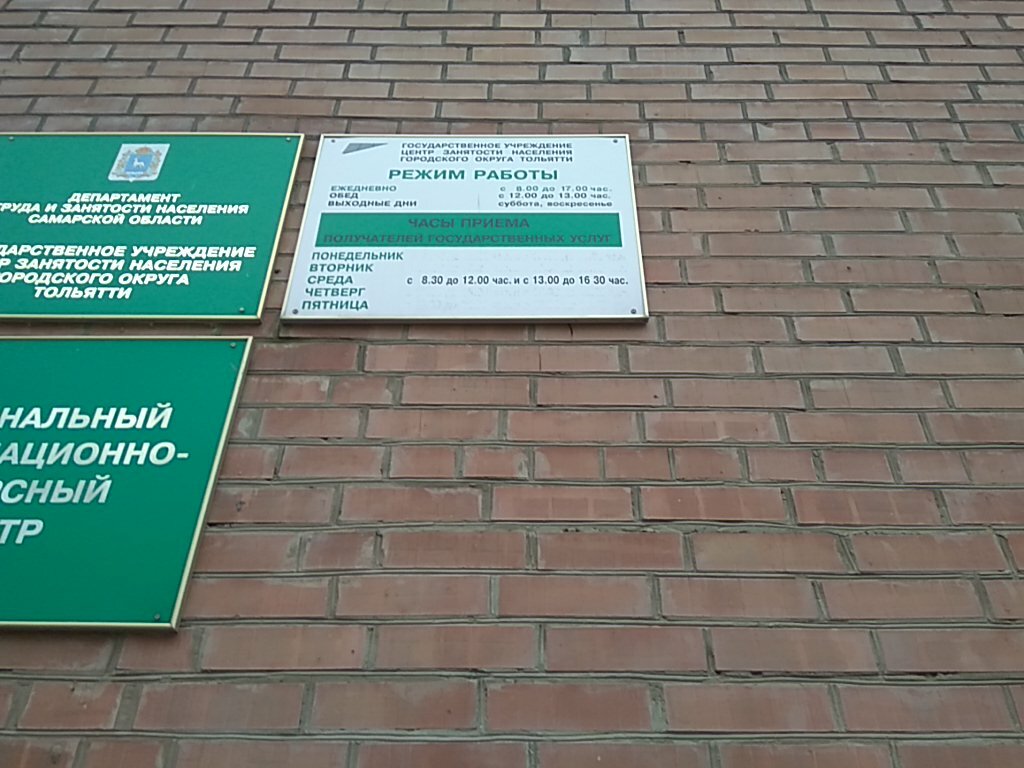 ДЕПАРТАМЕНТ
ТРУДА И ЗАНЯТОСТИ НАСЕЛЕНИЯ
САМАРСКОЙ ОБЛАСТИ
ДАРСТВЕННОЕ УЧРЕЖДЕНИЕ
Р ЗАНЯТОСТИ НАСЕЛЕНИЯ
ОРОДСКОГО ОКРУГА
ТОЛЬЯТТИ
ГОСУДАРСТВЕННОЕ УЧРЕЖДЕНИЕ
ЦЕНТР ЗАНЯТОСТИ НАСЕЛЕНИЯ
ГОРОДСКОГО ОКРУГА ТОЛЬЯТТИ
РЕЖИМ РАБОТЫ
ЕЖЕДНЕВНО с 8.00 до 17.00 час.
ОБЕД с 12.00 до 13.00 час.
ВЫХОДНЫЕ ДНИ суббота, воскресенье
ЧАСЫ ПРИЕМА
ПОЛУЧАТЕЛЕЙ ГОСУДАРСТВЕННЫХ УСЛУГ
ПОНЕДЕЛЬНИК
ВТОРНИК
СРЕДА с 8.30 до 12.00 час. и с 13.00 до 16 30 час.
ЧЕТВЕРГ
ПЯТНИЦА
НАЛЬНЫЙ
АЦИОННО-
СНЫЙ
ТР